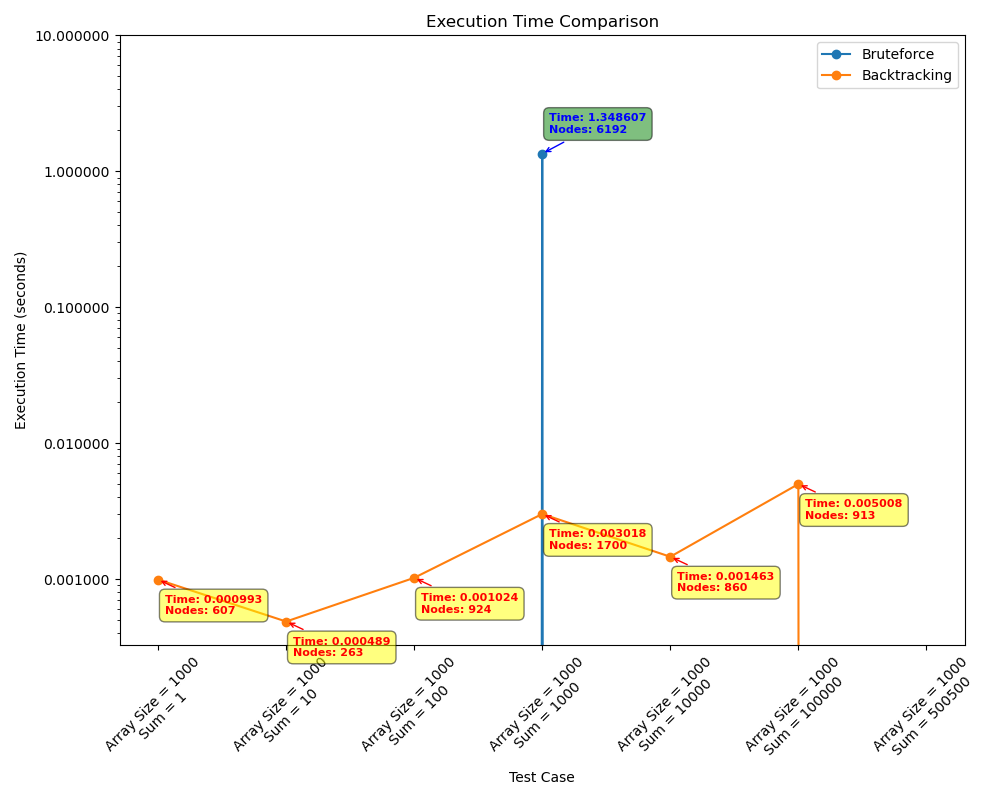 Execution Time Comparison
Bruteforce
Backtracking
10.000000
1.000000
0.100000
0.010000
0.001000
Execution Time (seconds)
Time: 1.348607
Nodes: 6192
Time: 0.000993
Nodes: 607
Time: 0.000489
Nodes: 263
Time: 0.001024
Nodes: 924
Time: 0.003018
Nodes: 1700
Time: 0.001463
Nodes: 860
Time: 0.005008
Nodes: 913
Array Size = 1000
Sum = 1
Array Size = 1000
Sum = 10
Array Size = 1000
Sum = 100
Array Size = 1000
Sum = 1000
Array Size = 1000
Sum = 10000
Array Size = 1000
Sum = 100000
Array Size = 1000
Sum = 500500
Test Case